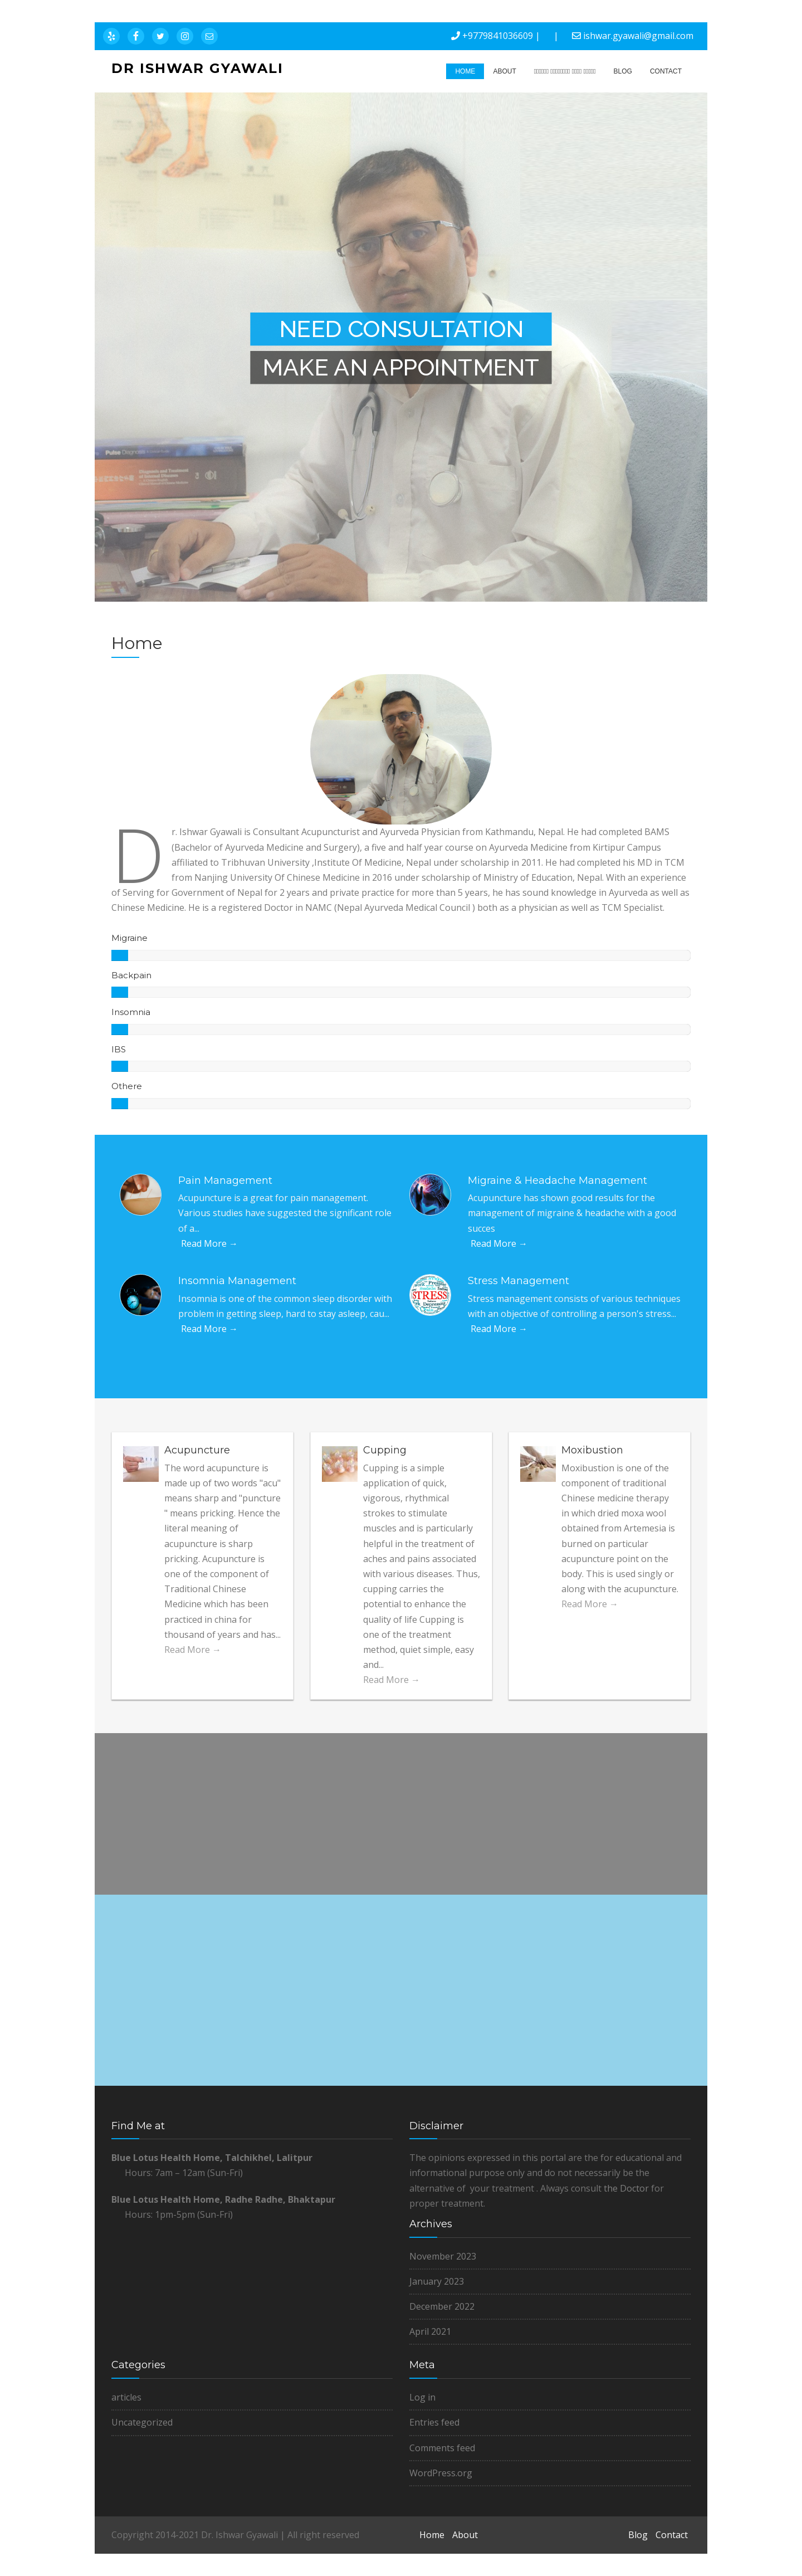 +9779841036609 | | ishwar.gyawali@gmail.com
DR ISHWAR GYAWALI
HOME ABOUT BLOG CONTACT
Pulse Diagnosis
NEED CONSULTATION
MAKE AN APPOINTMENT
Home
Dr. Ishwar Gyawali is Consultant Acupuncturist and Ayurveda Physician from Kathmandu, Nepal. He had completed BAMS
(Bachelor of Ayurveda Medicine and Surgery), a five and half year course on Ayurveda Medicine from Kirtipur Campus
affiliated to Tribhuvan University ,Institute Of Medicine, Nepal under scholarship in 2011. He had completed his MD in TCM
from Nanjing University Of Chinese Medicine in 2016 under scholarship of Ministry of Education, Nepal. With an experience
of Serving for Government of Nepal for 2 years and private practice for more than 5 years, he has sound knowledge in Ayurveda as well as
Chinese Medicine. He is a registered Doctor in NAMC (Nepal Ayurveda Medical Council ) both as a physician as well as TCM Specialist.
Migraine
Backpain
Insomnia
IBS
Othere
Pain Management
Acupuncture is a great for pain management.
Various studies have suggested the significant role
of a...
Read More →
Migraine & Headache Management
Acupuncture has shown good results for the
management of migraine & headache with a good
succes
Read More →
Insomnia Management
Insomnia is one of the common sleep disorder with
problem in getting sleep, hard to stay asleep, cau...
Read More →
STRESS
Stress Management
Stress management consists of various techniques
with an objective of controlling a person's stress...
Read More →
Acupuncture
The word acupuncture is
made up of two words "acu"
means sharp and "puncture
" means pricking. Hence the
literal meaning of
acupuncture is sharp
pricking. Acupuncture is
one of the component of
Traditional Chinese
Medicine which has been
practiced in china for
thousand of years and has...
Read More →
Cupping
Cupping is a simple
application of quick,
vigorous, rhythmical
strokes to stimulate
muscles and is particularly
helpful in the treatment of
aches and pains associated
with various diseases. Thus,
cupping carries the
potential to enhance the
quality of life Cupping is
one of the treatment
method, quiet simple, easy
and...
Read More →
Moxibustion
Moxibustion is one of the
component of traditional
Chinese medicine therapy
in which dried moxa wool
obtained from Artemesia is
burned on particular
acupuncture point on the
body. This is used singly or
along with the acupuncture.
Read More →
Find Me at
Blue Lotus Health Home, Talchikhel, Lalitpur
Hours: 7am – 12am (Sun-Fri)
Blue Lotus Health Home, Radhe Radhe, Bhaktapur
Hours: 1pm-5pm (Sun-Fri)
Disclaimer
The opinions expressed in this portal are the for educational and
informational purpose only and do not necessarily be the
alternative of your treatment . Always consult the Doctor for
proper treatment.
Archives
November 2023
January 2023
December 2022
April 2021
Categories
articles
Uncategorized
Meta
Log in
Entries feed
Comments feed
WordPress.org
Copyright 2014-2021 Dr. Ishwar Gyawali | All right reserved
Home About Blog Contact